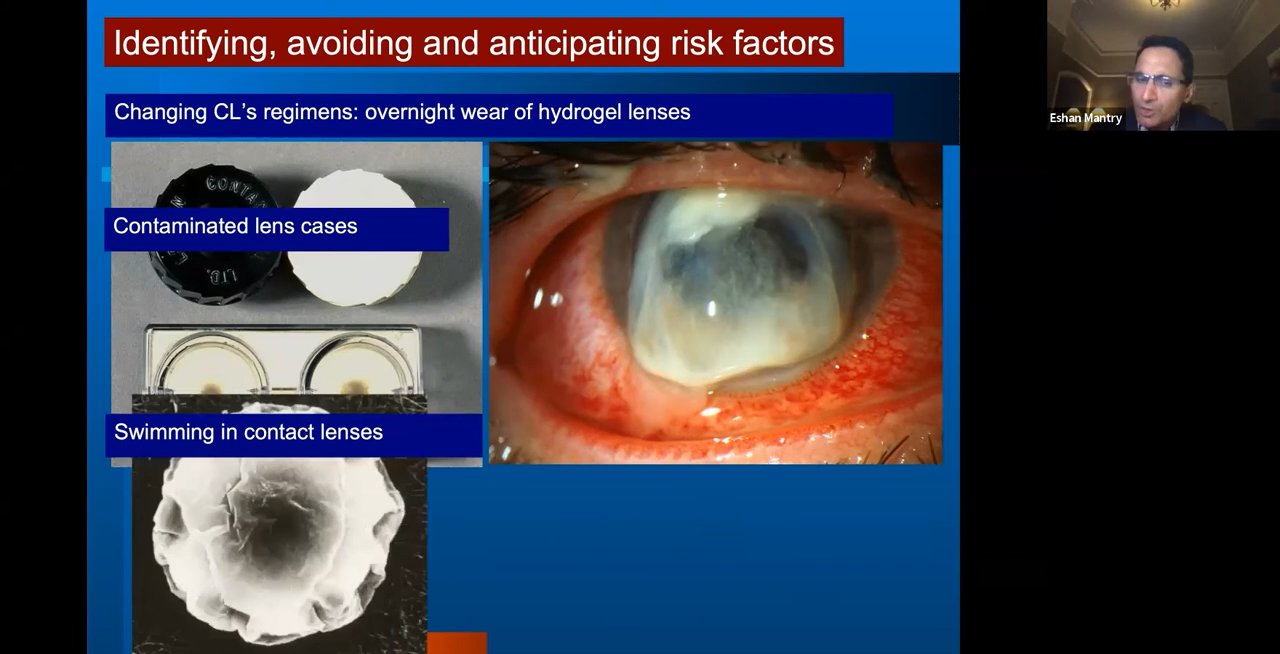 Identifying, avoiding and anticipating risk factors
Changing CL's regimens: overnight wear of hydrogel lenses
Contaminated lens cases
Swimming in contact lenses
Eshan Mantry
LTD.